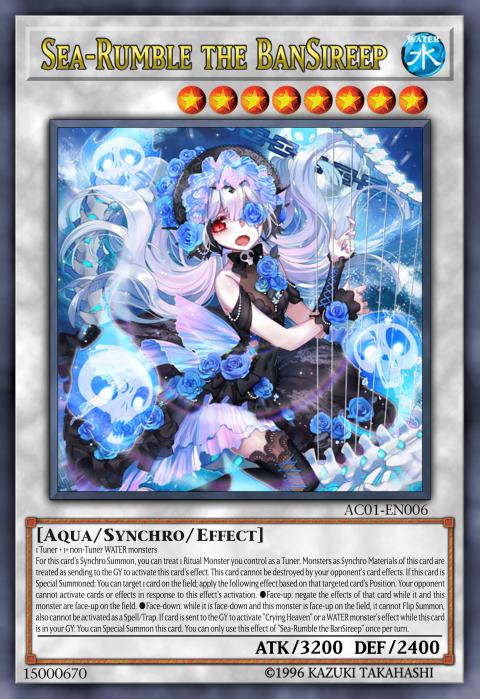 Sea-Rumble the BanSireep
WATER
水
AC01-EN006
[Aqua/Synchro/Effect]
1 Tuner + 1+ non-Tuner WATER monsters
For this card's Synchro Summon, you can treat 1 Ritual Monster you control as a Tuner. Monsters as Synchro Materials of this card are
treated as sending to the GY to activate this card's effect. This card cannot be destroyed by your opponent's card effects. If this card is
Special Summoned: You can target 1 card on the field; apply the following effect based on that targeted card's Position. Your opponent
cannot activate cards or effects in response to this effect's activation. ●Face-up: negate the effects of that card while it and this
monster are face-up on the field. ●Face-down: while it is face-down and this monster is face-up on field, it cannot Flip Summon,
also cannot be activated as a Spell/Trap. If card is sent to the GY to activate "Crying Heaven" or a WATER monster's effect while this card
is in your GY: You can Special Summon this card. You can only use this effect of "Sea-Rumble the BanSireep" once per turn.
ATK/3200 DEF/2400
15000670
©1996 KAZUKI TAKAHASHI